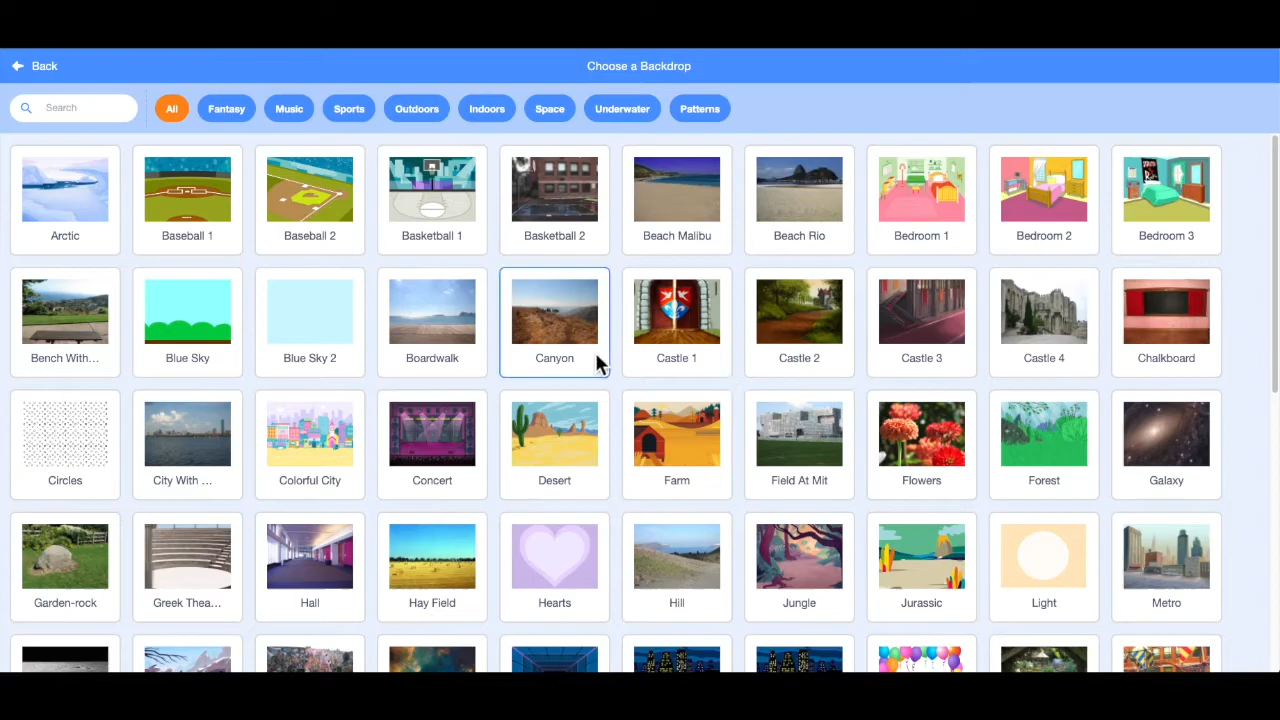 Back
Choose a Backdrop
Search
All Fantasy Music Sports Outdoors Indoors Space Underwater Patterns
Arctic Baseball 1 Baseball 2 Basketball 1 Basketball 2 Beach Malibu Beach Rio Bedroom 1 Bedroom 2 Bedroom 3
Bench With... Blue Sky Blue Sky 2 Boardwalk Canyon Castle 1 Castle 2 Castle 3 Castle 4 Chalkboard
Circles City With ... Colorful City Concert Desert Farm Field At Mit Flowers Forest Galaxy
Garden-rock Greek Thea... Hall Hay Field Hearts Hill Jungle Jurassic Light Metro